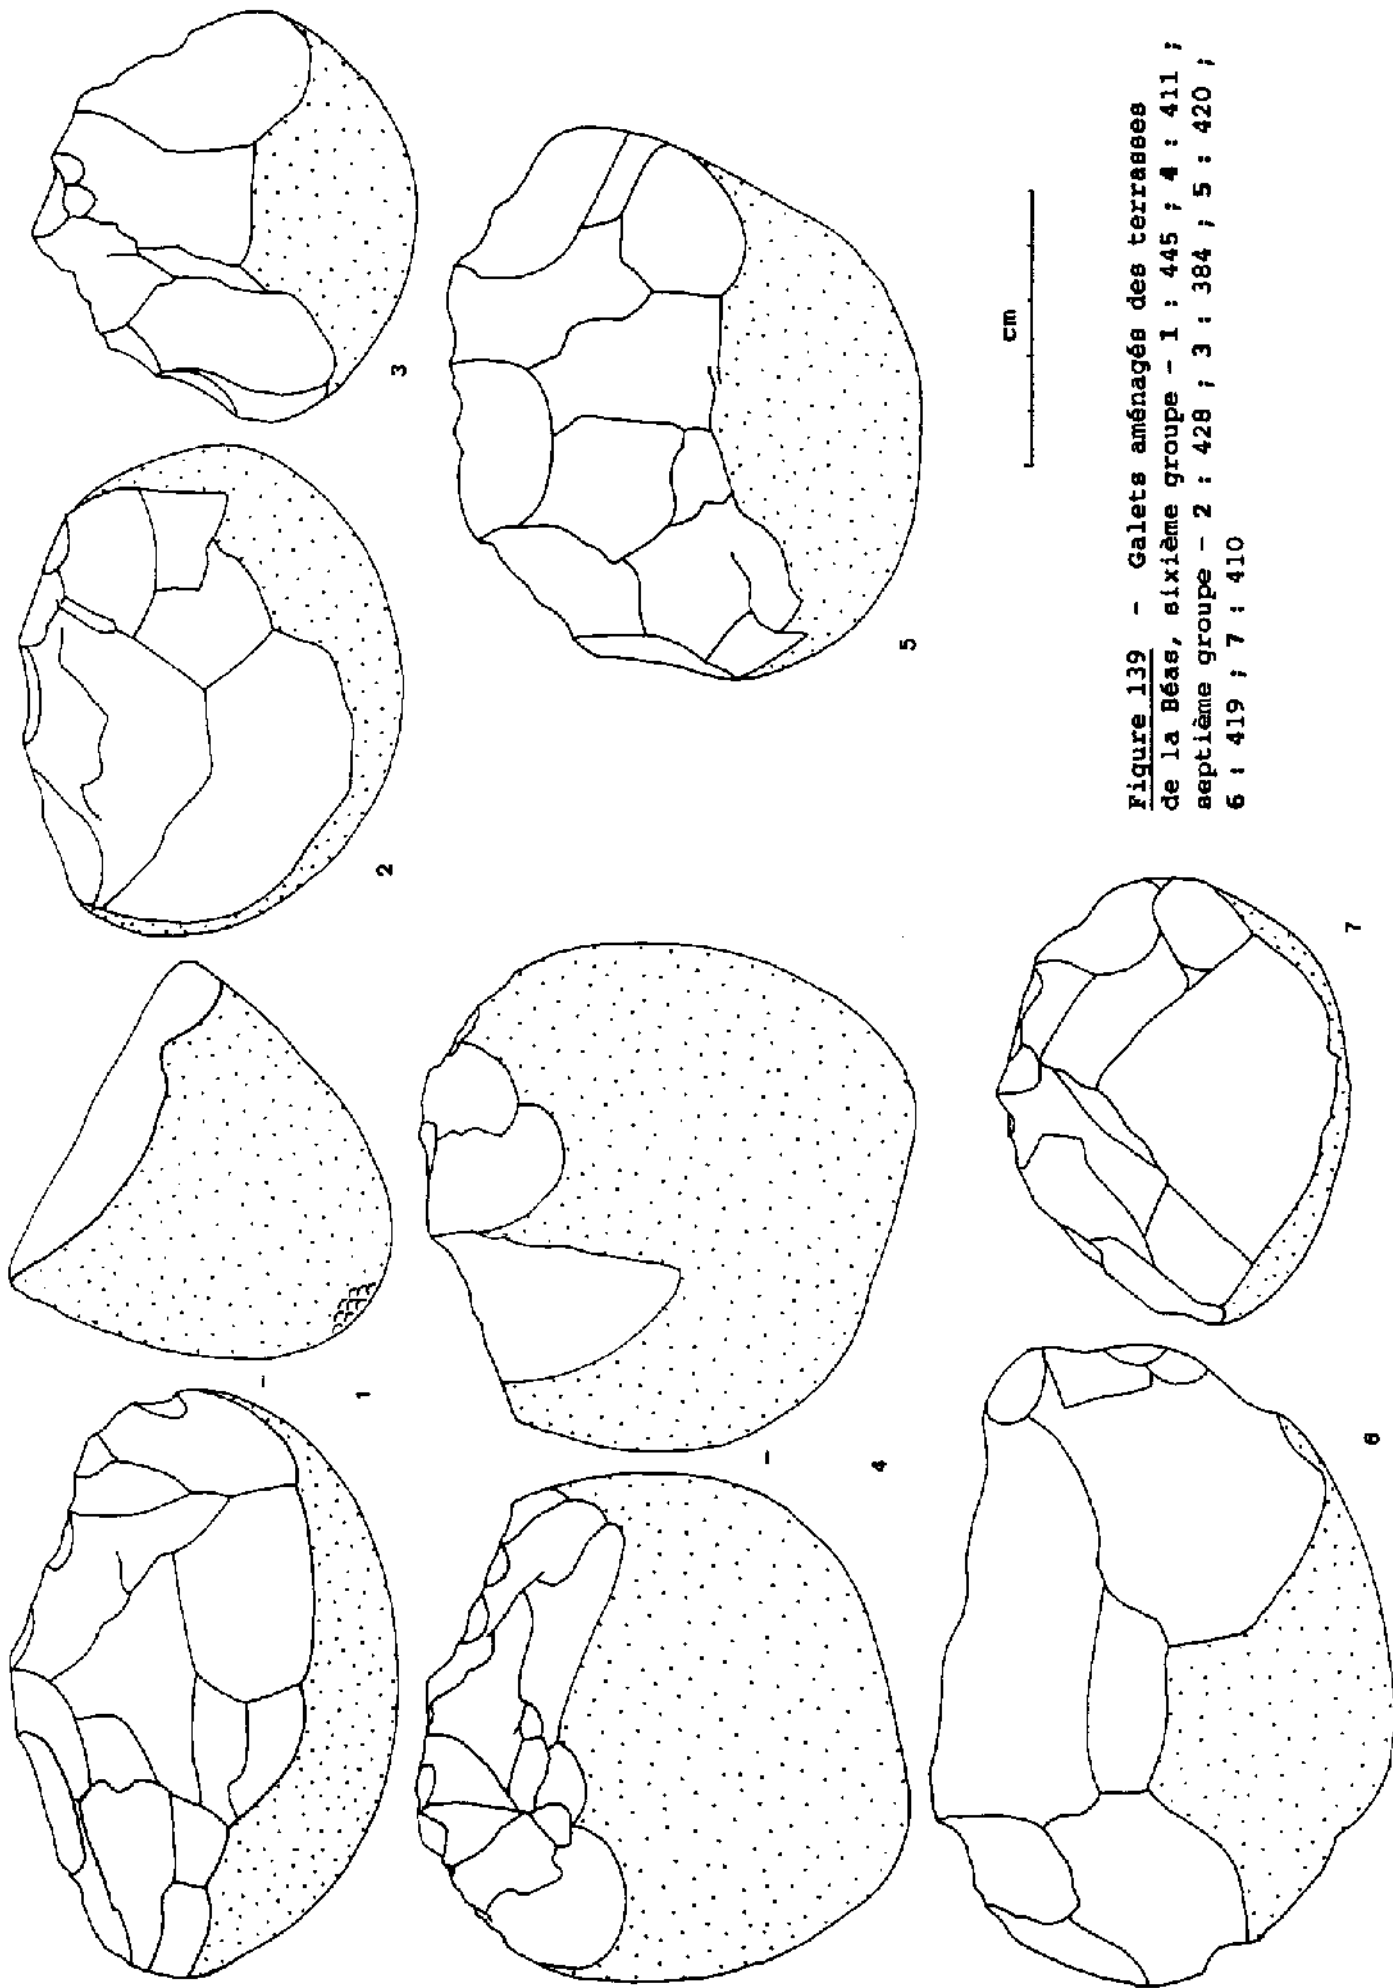 1
2
3
4
5
6
7
cm
Figure 139 - Galets aménagés des terrasses
de la Béas, sixième groupe - 1 : 445 ; 4 : 411 ;
septième groupe - 2 : 428 ; 3 : 384 ; 5 : 420 ;
6 : 419 ; 7 : 410